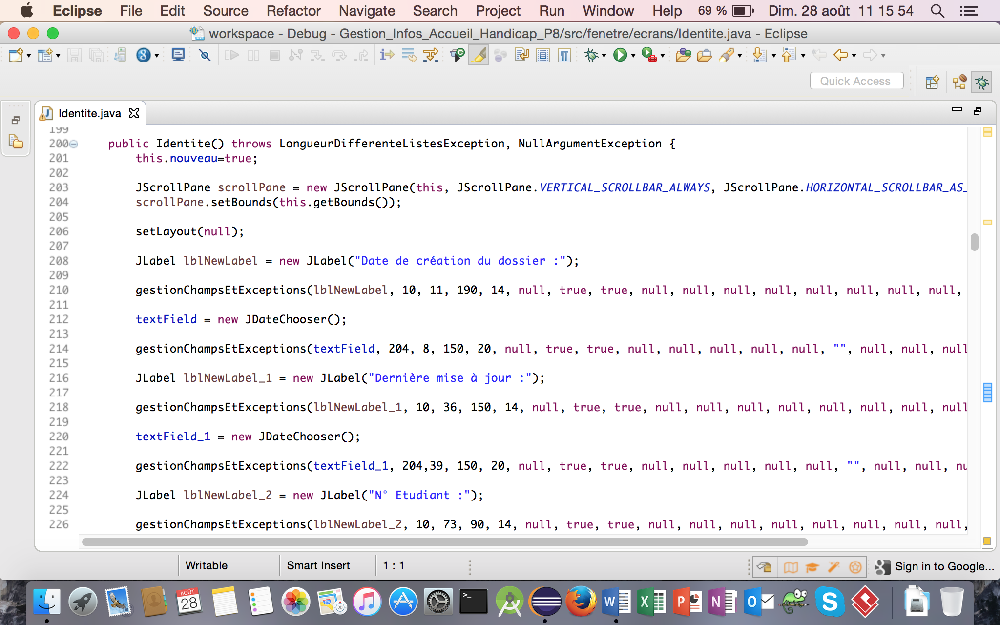 Eclipse File Edit Source Refactor Navigate Search Project Run Window Help 69 % Dim. 28 août 11 15 54
workspace - Debug - Gestion_Infos_Accueil_Handicap_P8/src/fenetre/ecrans/Identite.java - Eclipse
Quick Access
Identite.java
199
200 public Identite() throws LongueurDifferenteListesException, NullArgumentException {
201 this.nouveau=true;
202
203 JScrollPane scrollPane = new JScrollPane(this, JScrollPane.VERTICAL_SCROLLBAR_ALWAYS, JScrollPane.HORIZONTAL_SCROLLBAR_AS_
204 scrollPane.setBounds(this.getBounds());
205
206 setLayout(null);
207
208 JLabel lblNewLabel = new JLabel("Date de création du dossier :");
209
210 gestionChampsEtExceptions(lblNewLabel, 10, 11, 190, 14, null, true, true, null, null, null, null, null, null, null, null,
211
212 textField = new JDateChooser();
213
214 gestionChampsEtExceptions(textField, 204, 8, 150, 20, null, true, true, null, null, null, null, null, "", null, null, null
215
216 JLabel lblNewLabel_1 = new JLabel("Dernière mise à jour :");
217
218 gestionChampsEtExceptions(lblNewLabel_1, 10, 36, 150, 14, null, true, true, null, null, null, null, null, null, null, null
219
220 textField_1 = new JDateChooser();
221
222 gestionChampsEtExceptions(textField_1, 204,39, 150, 20, null, true, true, null, null, null, null, null, "", null, null, nu
223
224 JLabel lblNewLabel_2 = new JLabel("N° Etudiant :");
225
226 gestionChampsEtExceptions(lblNewLabel_2, 10, 73, 90, 14, null, true, true, null, null, null, null, null, null, null, null,
Writable Smart Insert 1 : 1 Sign in to Google...
AOÛT
28
3D
>_
W X P N O S